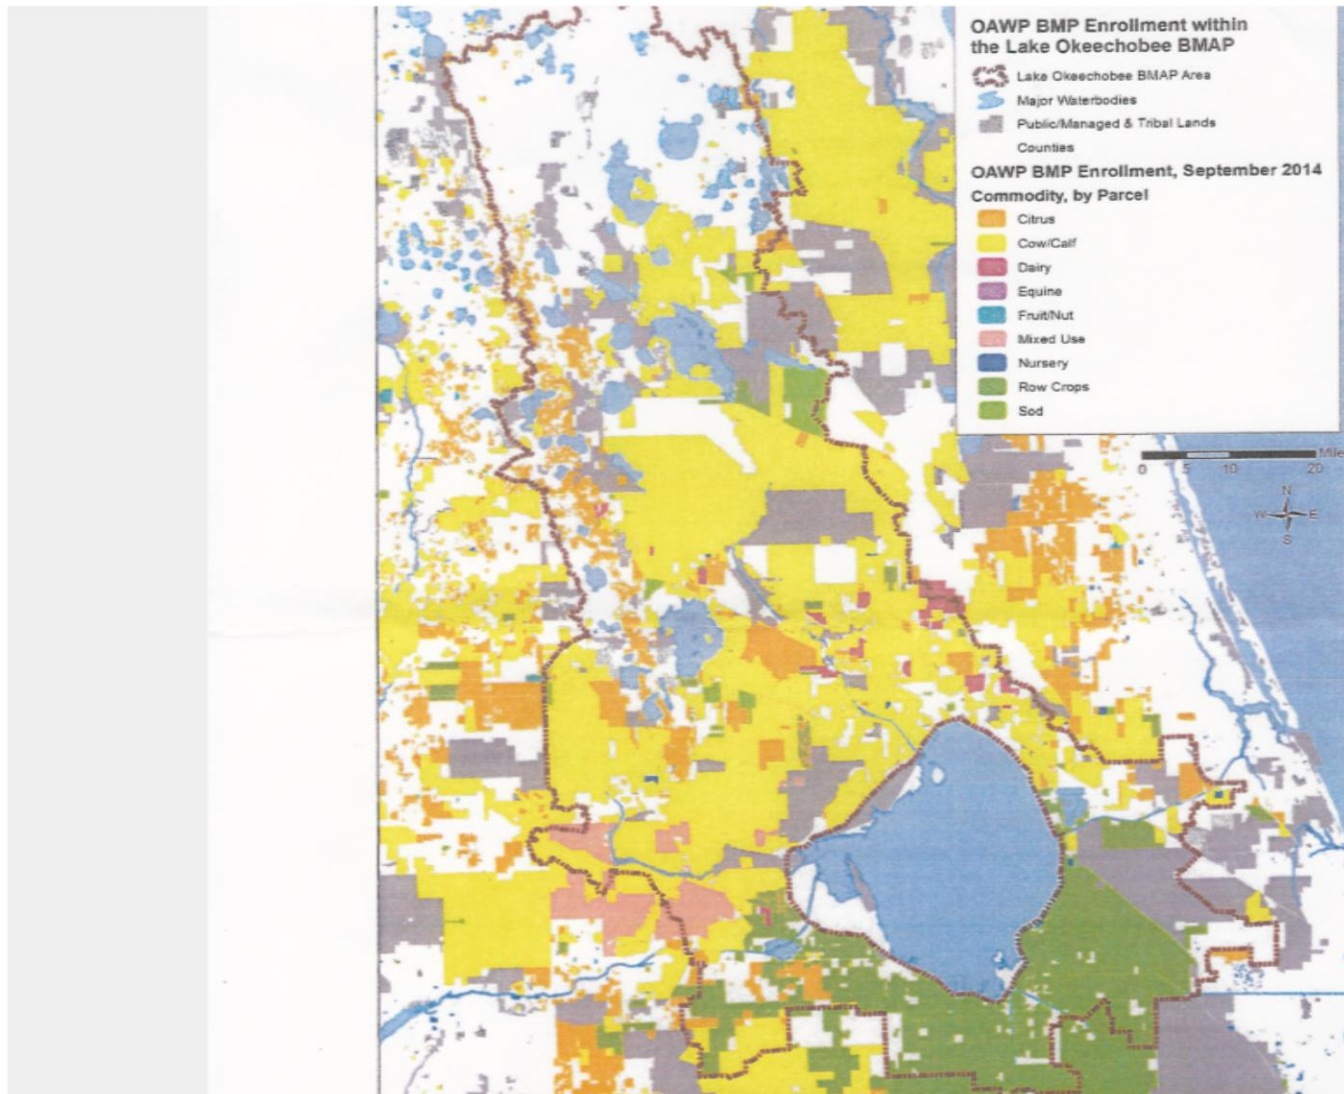 OAWP BMP Enrollment within
the Lake Okeechobee BMAP
Lake Okeechobee BMAP Area
Major Waterbodies
Public/Managed & Tribal Lands
Counties
OAWP BMP Enrollment, September 2014
Commodity, by Parcel
Citrus
Cow/Calf
Dairy
Equine
Fruit/Nut
Mixed Use
Nursery
Row Crops
Sod
Mile
0 5 10 20
N
W E
S